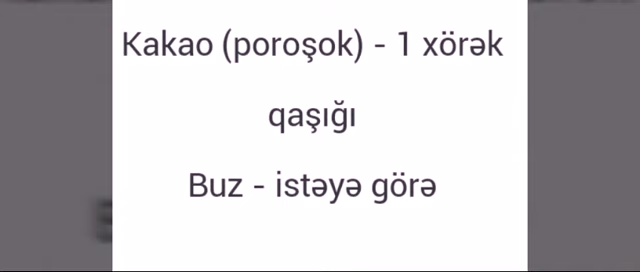 Kakao (poroşok) - 1 xörək
qaşığı
Buz - istəyə görə